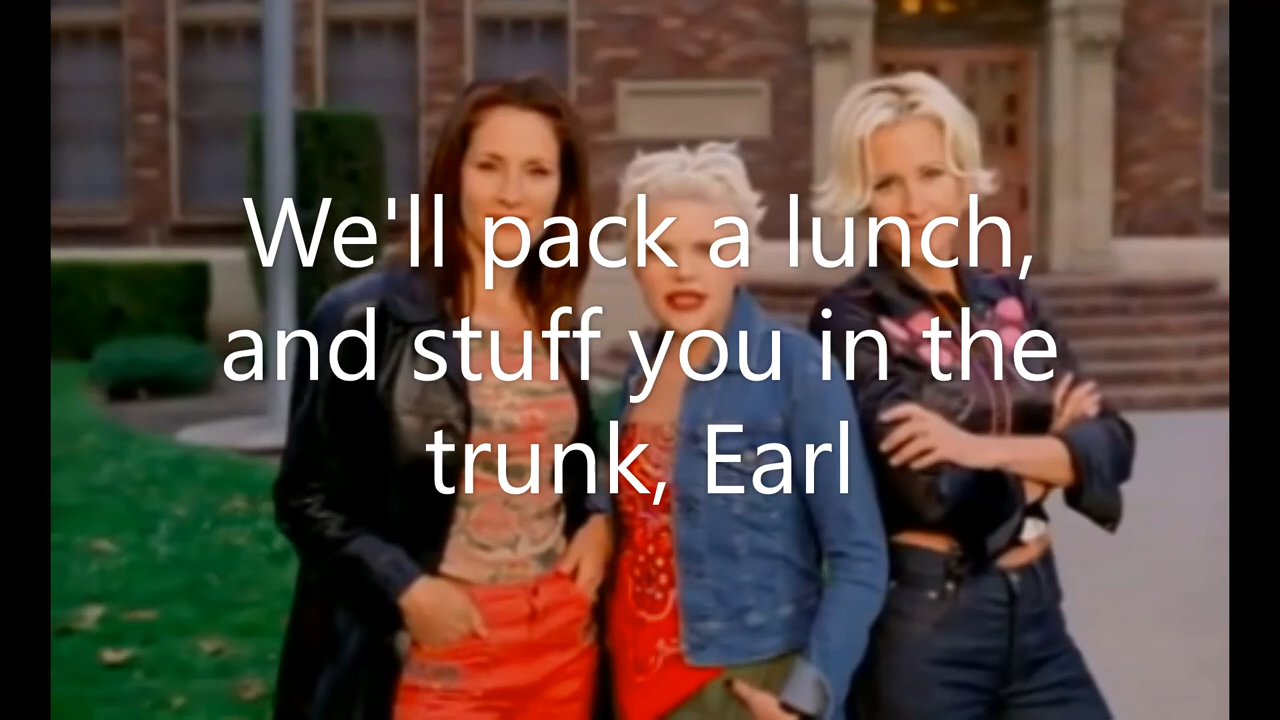 We'll pack a lunch,
and stuff you in the
trunk, Earl